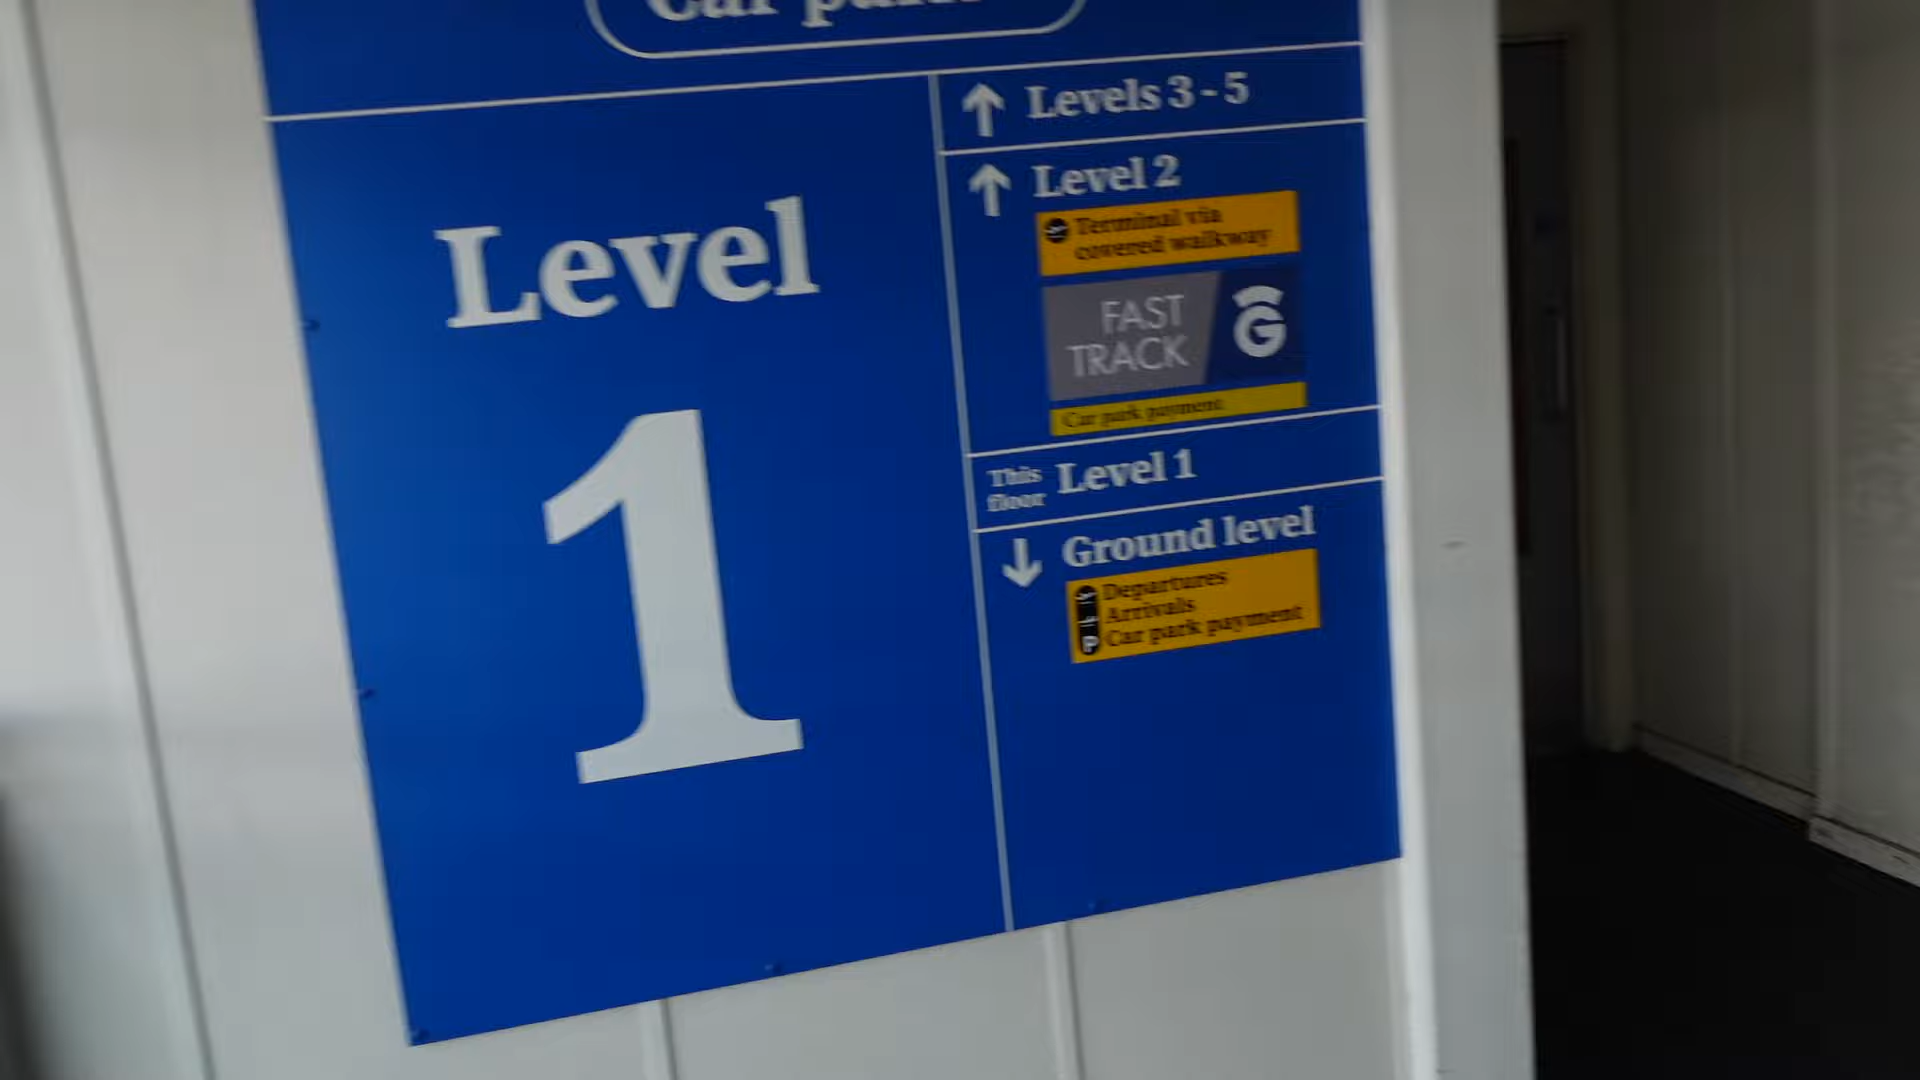 Car park
Level
1
Levels 3 - 5
Level 2
Terminal via
covered walkway
FAST
TRACK
G
Car park payment
This
floor
Level 1
Ground level
Departures
Arrivals
P
Car park payment